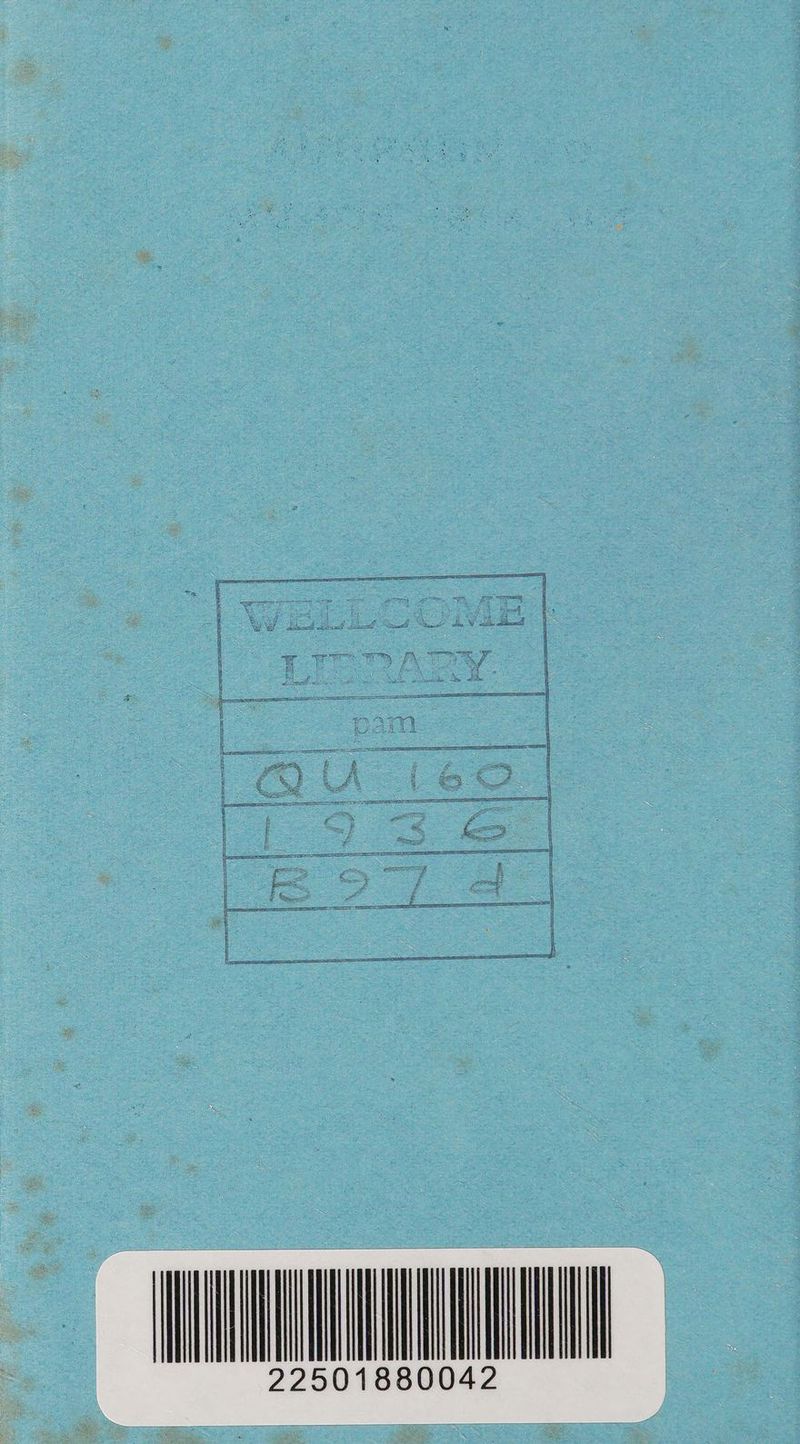 WELLCOME
LIBRARY
pam
QU 160
1936
B97d
22501880042